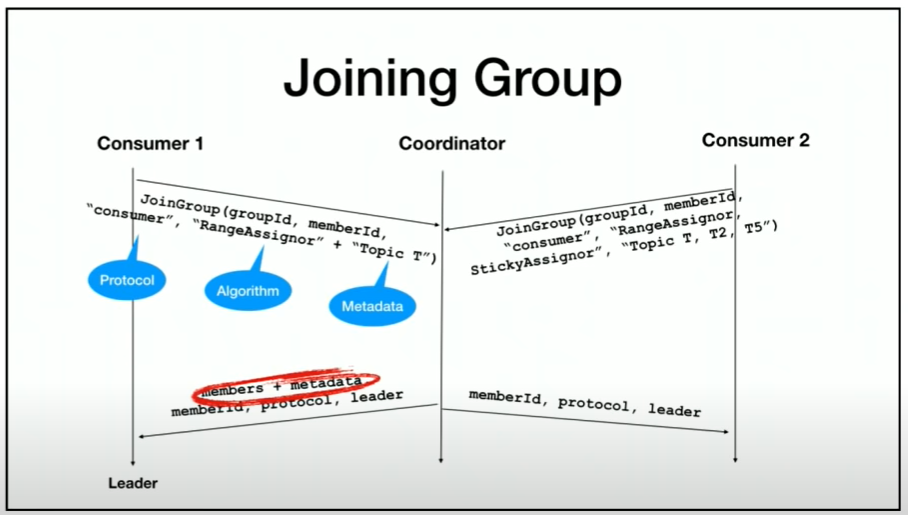 Joining Group
Consumer 1
Coordinator
Consumer 2
JoinGroup(groupId, memberId,
"consumer", "RangeAssignor" + "Topic T")
JoinGroup(groupId, memberId,
"consumer", "RangeAssignor,
StickyAssignor", "Topic T, T2, T5")
Protocol
Algorithm
Metadata
members + metadata
memberId, protocol, leader
memberId, protocol, leader
Leader